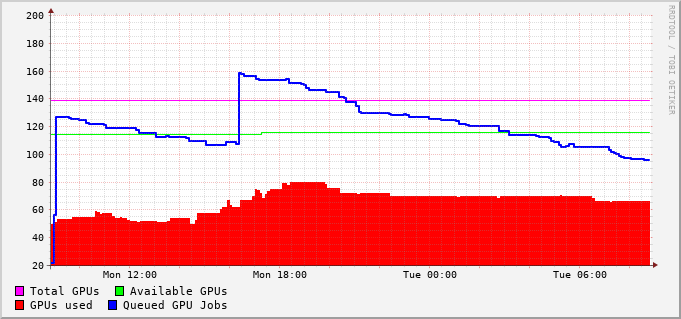 200
180
160
140
120
100
80
60
40
20
Mon 12:00 Mon 18:00 Tue 00:00 Tue 06:00
Total GPUs Available GPUs
GPUs used Queued GPU Jobs
RRDTOOL / TOBI OETIKER